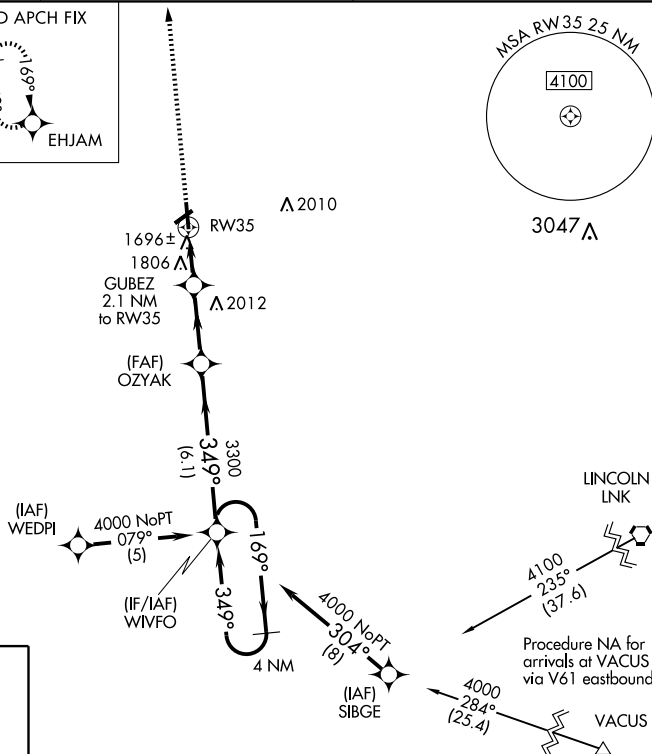 D APCH FIX
169°
EHJAM
MSA RW35 25 NM
4100
3047
2010
RW35
1696±
1806
GUBEZ
2.1 NM
to RW35
2012
(FAF)
OZYAK
3300
349°
(6.1)
(IAF)
WEDPI
4000 NoPT
079°
(5)
169°
349°
(IF/IAF)
WIVFO
4 NM
4000 NoPT
304°
(8)
(IAF)
SIBGE
LINCOLN
LNK
4100
235°
(37.6)
Procedure NA for
arrivals at VACUS
via V61 eastbound
4000
284°
(25.4)
VACUS